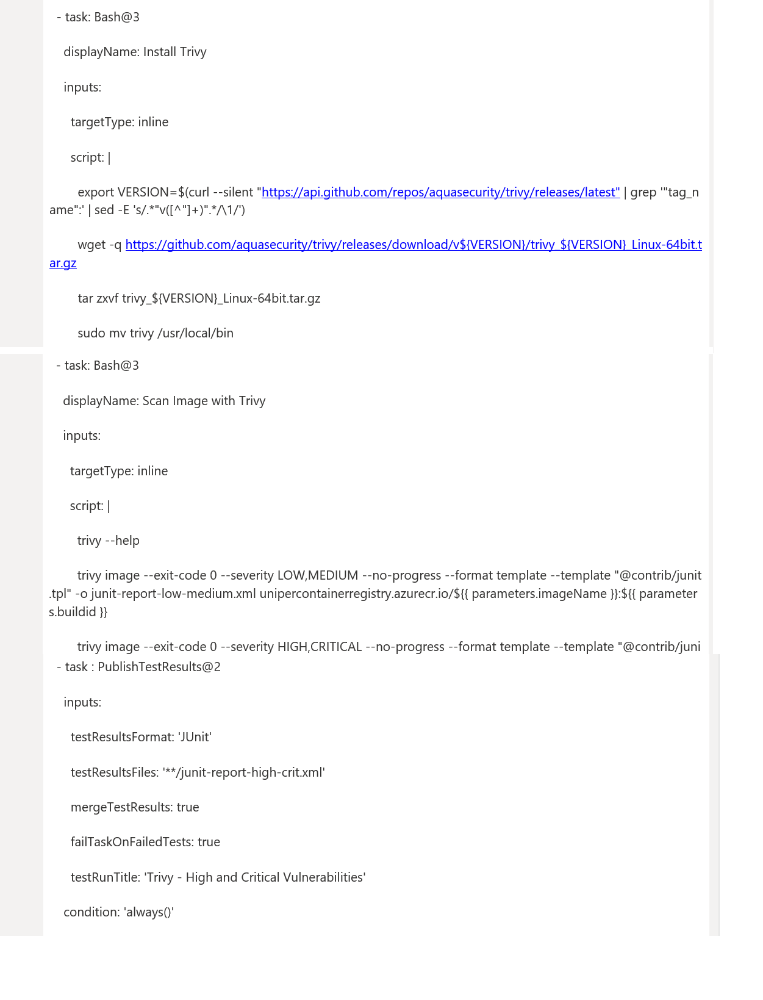 - task: Bash@3
displayName: Install Trivy
inputs:
targetType: inline
script: |
export VERSION=$(curl --silent "https://api.github.com/repos/aquasecurity/trivy/releases/latest" | grep '"tag_n
ame":' | sed -E 's/.*"v([^"]+)".*/\1/')
wget -q https://github.com/aquasecurity/trivy/releases/download/v${VERSION}/trivy_${VERSION}_Linux-64bit.t
ar.gz
tar zxvf trivy_${VERSION}_Linux-64bit.tar.gz
sudo mv trivy /usr/local/bin
- task: Bash@3
displayName: Scan Image with Trivy
inputs:
targetType: inline
script: |
trivy --help
trivy image --exit-code 0 --severity LOW,MEDIUM --no-progress --format template --template "@contrib/junit
.tpl" -o junit-report-low-medium.xml unipercontainerregistry.azurecr.io/${{ parameters.imageName }}:${{ parameter
s.buildid }}
trivy image --exit-code 0 --severity HIGH,CRITICAL --no-progress --format template --template "@contrib/juni
- task : PublishTestResults@2
inputs:
testResultsFormat: 'JUnit'
testResultsFiles: '**/junit-report-high-crit.xml'
mergeTestResults: true
failTaskOnFailedTests: true
testRunTitle: 'Trivy - High and Critical Vulnerabilities'
condition: 'always()'